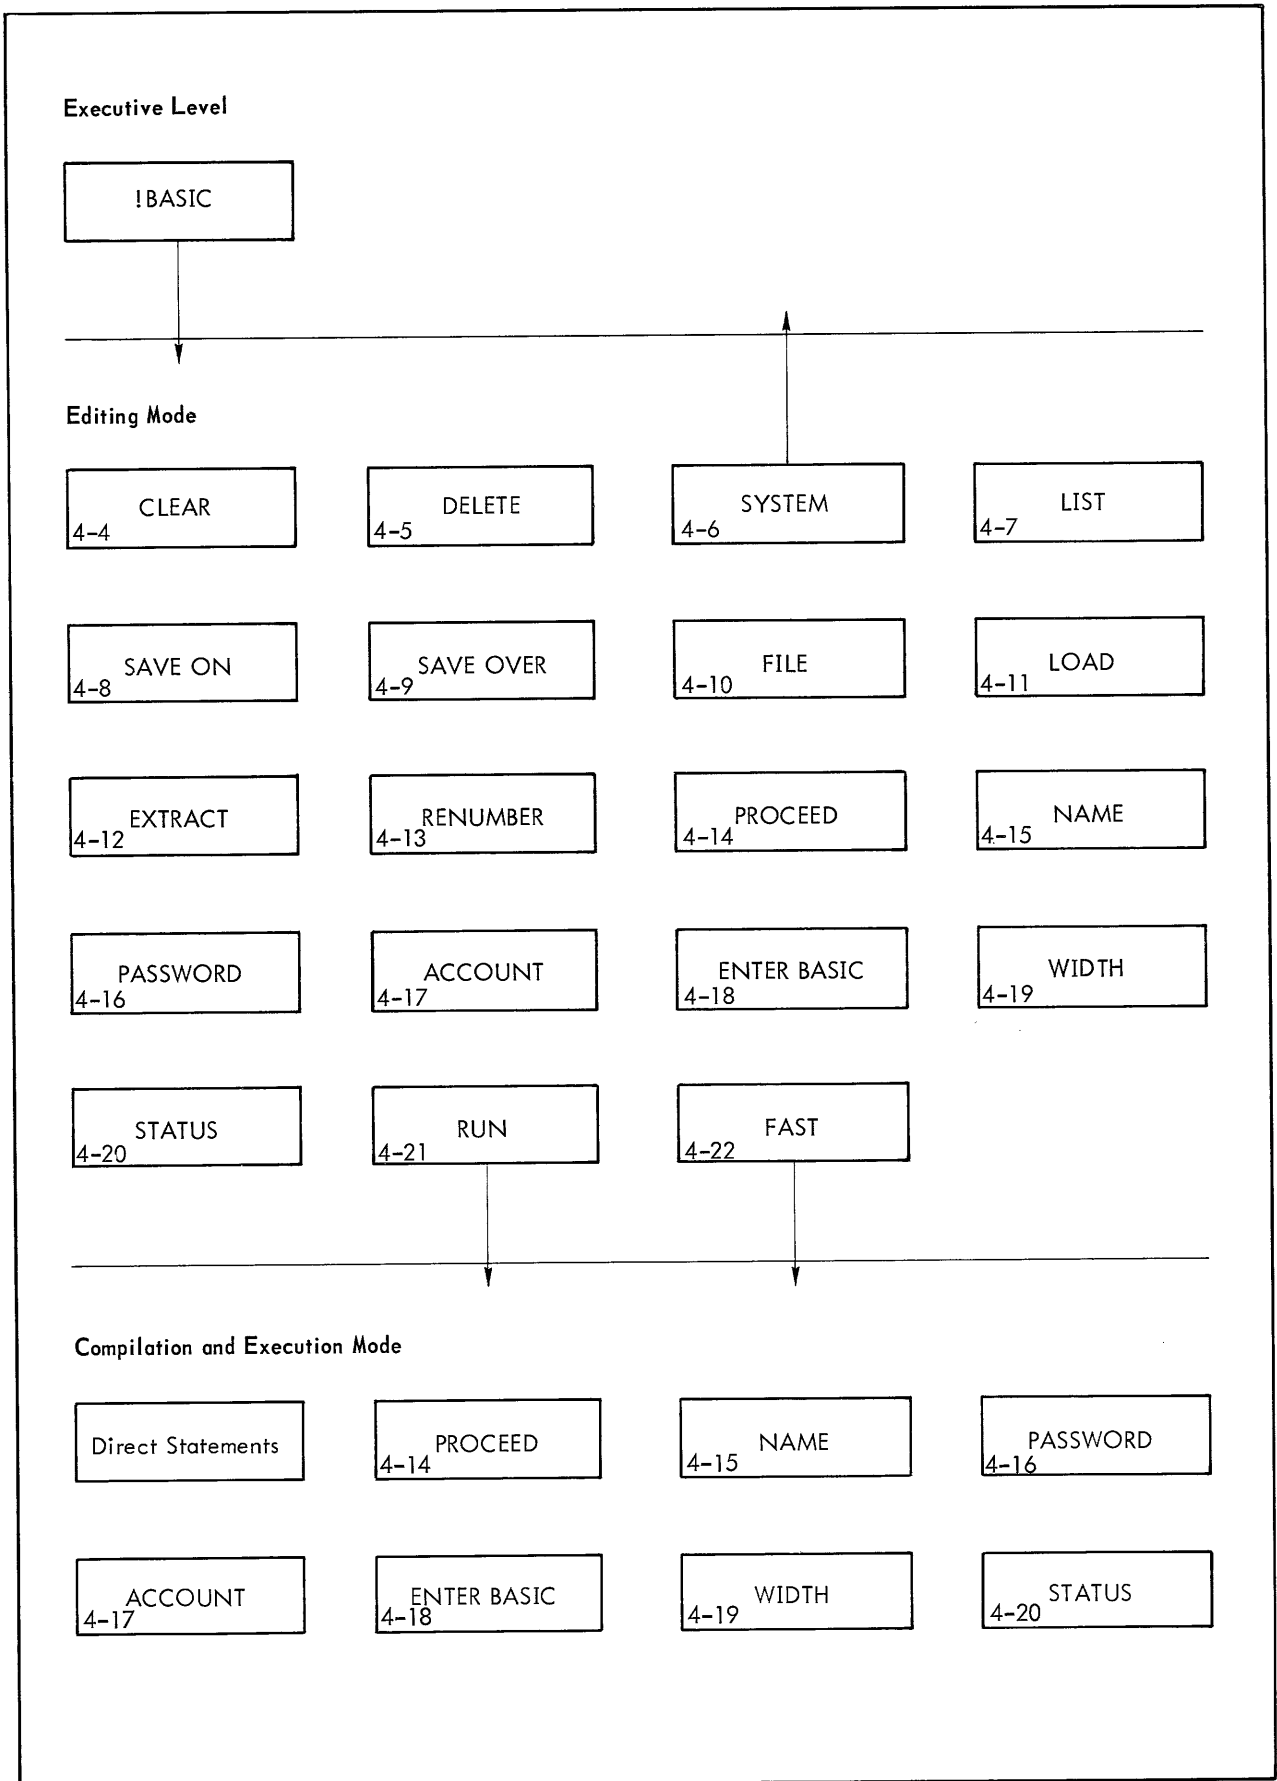 Executive Level
!BASIC
Editing Mode
CLEAR
4-4
DELETE
4-5
SYSTEM
4-6
LIST
4-7
SAVE ON
4-8
SAVE OVER
4-9
FILE
4-10
LOAD
4-11
EXTRACT
4-12
RENUMBER
4-13
PROCEED
4-14
NAME
4-15
PASSWORD
4-16
ACCOUNT
4-17
ENTER BASIC
4-18
WIDTH
4-19
STATUS
4-20
RUN
4-21
FAST
4-22
Compilation and Execution Mode
Direct Statements
PROCEED
4-14
NAME
4-15
PASSWORD
4-16
ACCOUNT
4-17
ENTER BASIC
4-18
WIDTH
4-19
STATUS
4-20